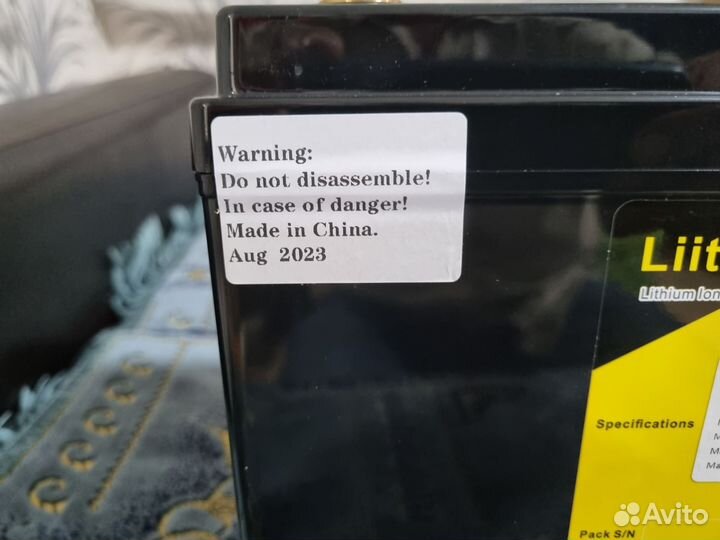 Warning:
Do not disassemble!
In case of danger!
Made in China.
Aug 2023
Liit
Lithium Ion
Specifications
Pack S/N
Avito